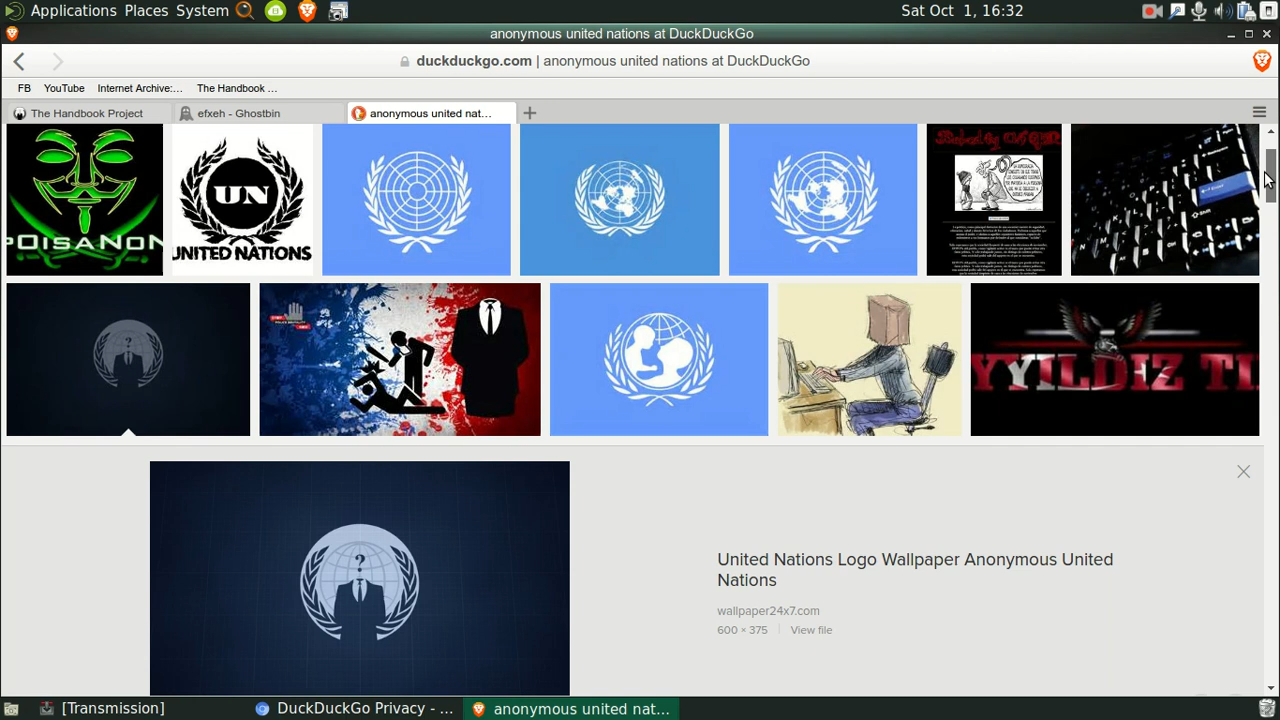 Applications Places System
Sat Oct 1, 16:32
anonymous united nations at DuckDuckGo
duckduckgo.com | anonymous united nations at DuckDuckGo
FB YouTube Internet Archive:... The Handbook ...
The Handbook Project
efxeh - Ghostbin
anonymous united nat...
POisANON
UN
UNITED NATIONS
YYILDIZ TI
?
United Nations Logo Wallpaper Anonymous United
Nations
wallpaper24x7.com
600 × 375 | View file
[Transmission]
DuckDuckGo Privacy - ...
anonymous united nat...